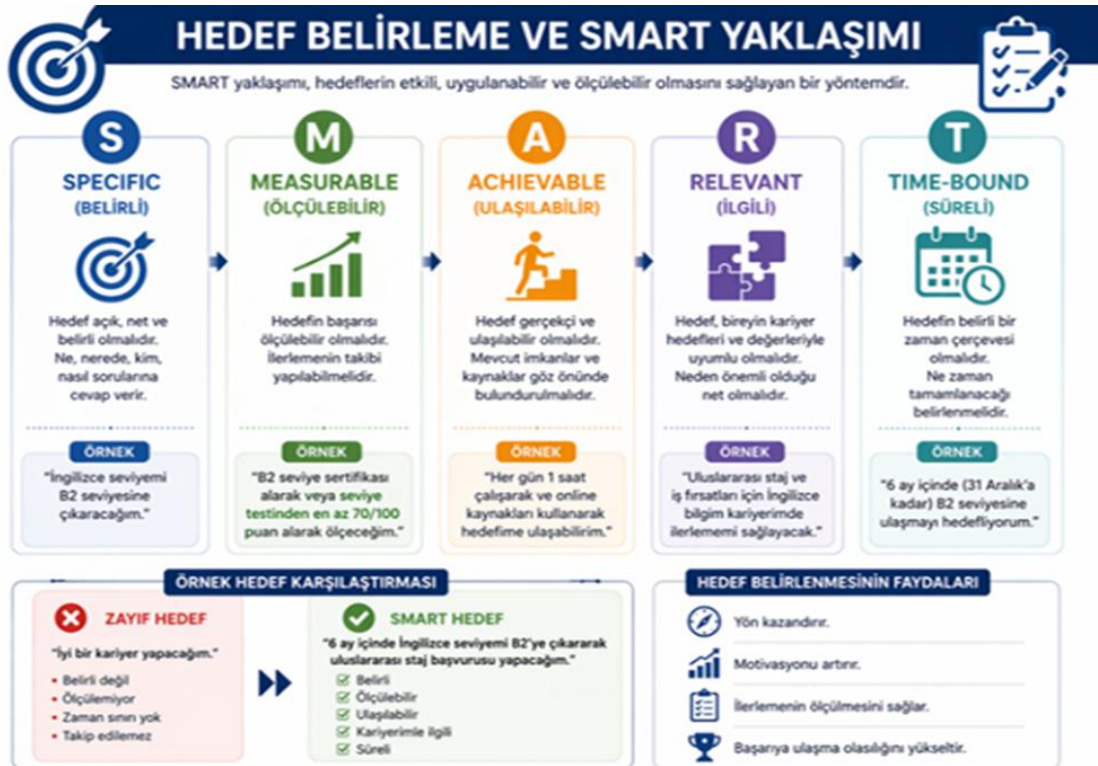 HEDEF BELİRLEME VE SMART YAKLAŞIMI
SMART yaklaşımı, hedeflerin etkili, uygulanabilir ve ölçülebilir olmasını sağlayan bir yöntemdir.
S
SPECIFIC
(BELİRLİ)
Hedef açık, net ve
belirli olmalıdır.
Ne, nerede, kim,
nasıl sorularına
cevap verir.
ÖRNEK
"İngilizce seviyemi
B2 seviyesine
çıkaracağım."
M
MEASURABLE
(ÖLÇÜLEBİLİR)
Hedefin başarısı
ölçülebilir olmalıdır.
İlerlemenin takibi
yapılabilmelidir.
ÖRNEK
"B2 seviye sertifikası
alarak veya seviye
testinden en az 70/100
puan alarak ölçeceğim."
A
ACHIEVABLE
(ULAŞILABİLİR)
Hedef gerçekçi ve
ulaşılabilir olmalıdır.
Mevcut imkanlar ve
kaynaklar göz önünde
bulundurulmalıdır.
ÖRNEK
"Her gün 1 saat
çalışarak ve online
kaynakları kullanarak
hedefime ulaşabilirim."
R
RELEVANT
(İLGİLİ)
Hedef, bireyin kariyer
hedefleri ve değerleriyle
uyumlu olmalıdır.
Neden önemli olduğu
net olmalıdır.
ÖRNEK
"Uluslararası staj ve
iş fırsatları için İngilizce
bilgim kariyerimde
ilerlememi sağlayacak."
T
TIME-BOUND
(SÜRELİ)
Hedefin belirli bir
zaman çerçevesi
olmalıdır.
Ne zaman
tamamlanacağı
belirlenmelidir.
ÖRNEK
"6 ay içinde (31 Aralık'a
kadar) B2 seviyesine
ulaşmayı hedefliyorum."
ÖRNEK HEDEF KARŞILAŞTIRMASI
ZAYIF HEDEF
"İyi bir kariyer yapacağım."
• Belirli değil
• Ölçülemiyor
• Zaman sınırı yok
• Takip edilemez
SMART HEDEF
"6 ay içinde İngilizce seviyemi B2'ye çıkararak
uluslararası staj başvurusu yapacağım."
Belirli
Ölçülebilir
Ulaşılabilir
Kariyerimle ilgili
Süreli
HEDEF BELİRLENMESİNİN FAYDALARI
Yön kazandırır.
Motivasyonu artırır.
İlerlemenin ölçülmesini sağlar.
Başarıya ulaşma olasılığını yükseltir.